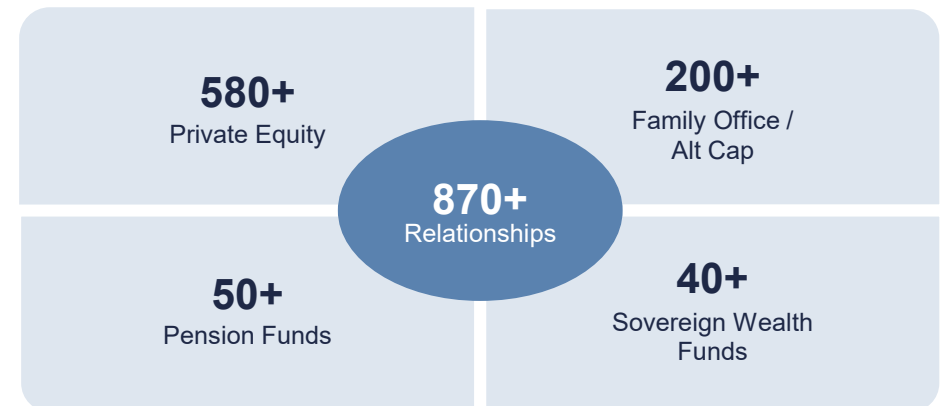 580+
Private Equity
200+
Family Office /
Alt Cap
870+
Relationships
50+
Pension Funds
40+
Sovereign Wealth
Funds